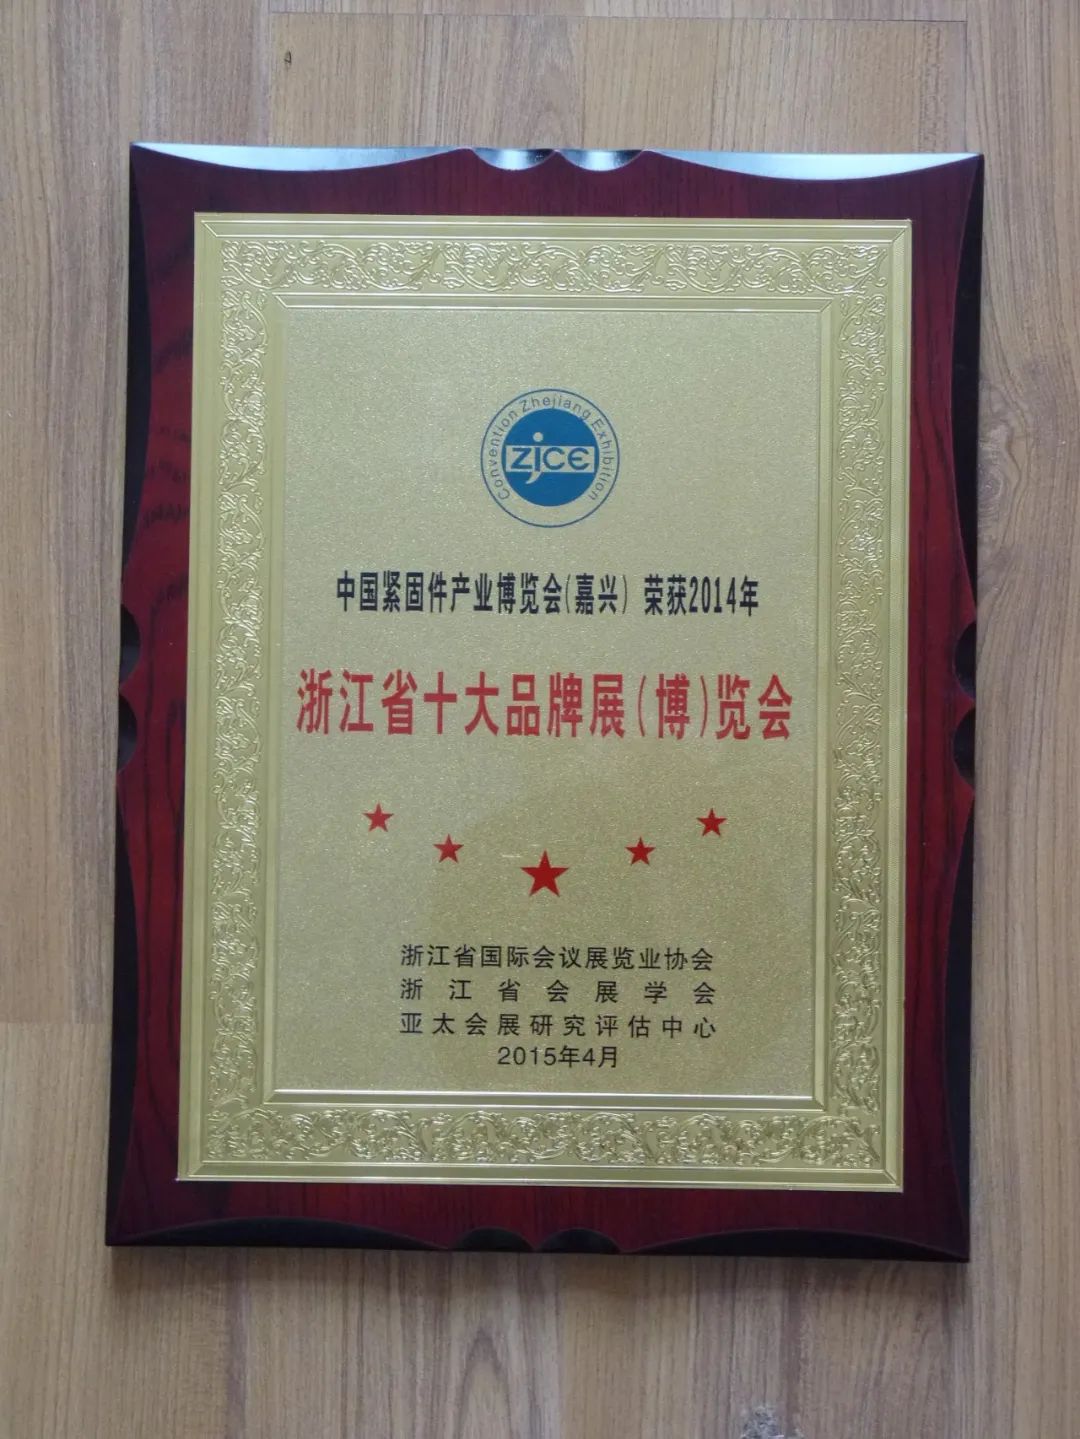 Convention Zhejiang Exhibition
ZJCE
中国紧固件产业博览会(嘉兴) 荣获2014年
浙江省十大品牌展(博)览会
浙江省国际会议展览业协会
浙江省会展学会
亚太会展研究评估中心
2015年4月